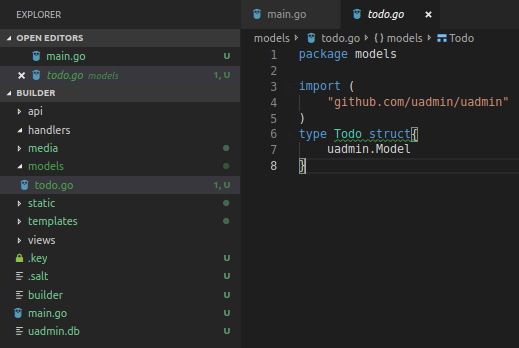 EXPLORER
OPEN EDITORS
main.go U
todo.go models 1, U
BUILDER
api
handlers
media
models
todo.go 1, U
static
templates
views
.key U
.salt U
builder U
main.go U
uadmin.db U
main.go todo.go
models › todo.go › {} models › Todo
1 package models
2
3 import (
4 "github.com/uadmin/uadmin"
5 )
6 type Todo struct{
7 uadmin.Model
8 }